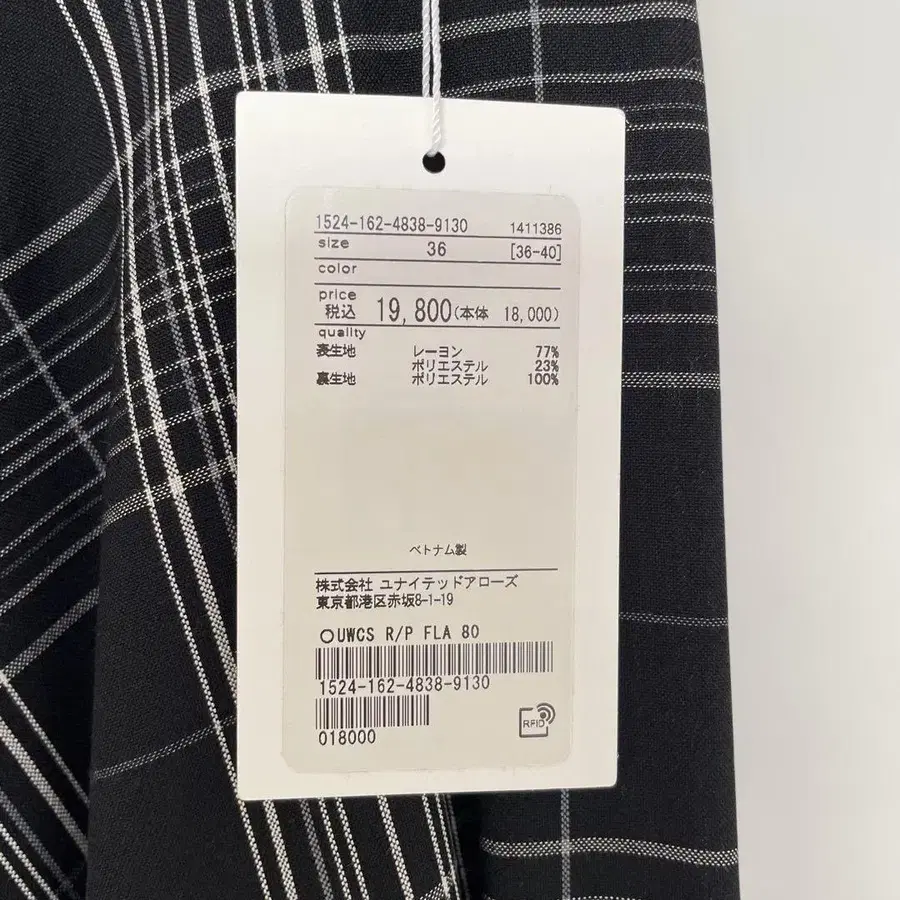 1524-162-4838-9130 1411386
size 36 [36-40]
color
price
税込 19,800(本体 18,000)
quality
表生地 レーヨン 77%
ポリエステル 23%
裏生地 ポリエステル 100%
ベトナム製
株式会社 ユナイテッドアローズ
東京都港区赤坂8-1-19
○UWCS R/P FLA 80
1524-162-4838-9130
018000
RFID